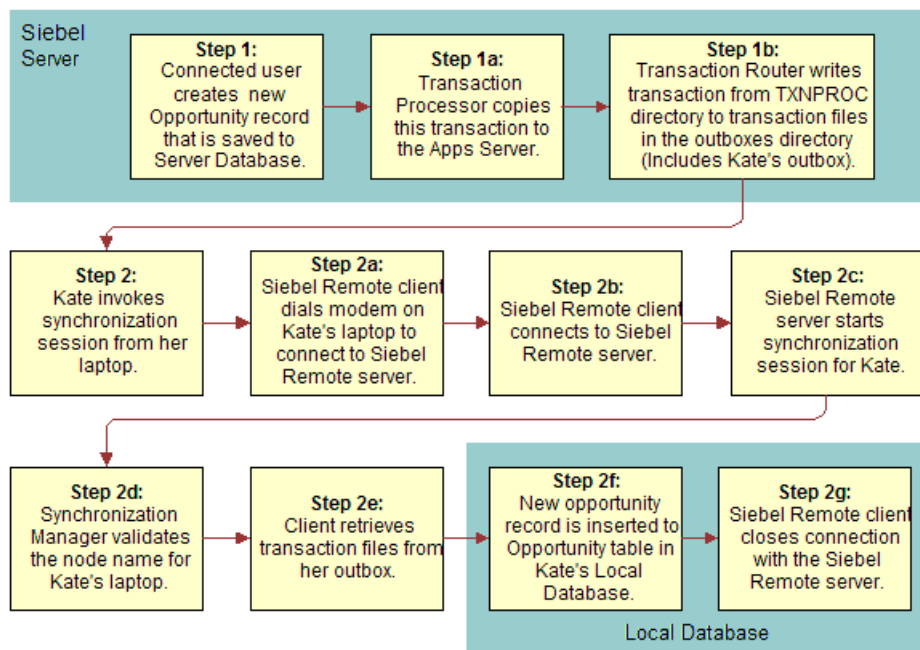 Siebel
Server
Step 1:
Connected user
creates new
Opportunity record
that is saved to
Server Database.
Step 1a:
Transaction
Processor copies
this transaction to
the Apps Server.
Step 1b:
Transaction Router writes
transaction from TXNPROC
directory to transaction files
in the outboxes directory
(Includes Kate's outbox).
Step 2:
Kate invokes
synchronization
session from her
laptop.
Step 2a:
Siebel Remote client
dials modem on
Kate's laptop to
connect to Siebel
Remote server.
Step 2b:
Siebel Remote client
connects to Siebel
Remote server.
Step 2c:
Siebel Remote
server starts
synchronization
session for Kate.
Step 2d:
Synchronization
Manager validates
the node name for
Kate's laptop.
Step 2e:
Client retrieves
transaction files from
her outbox.
Step 2f:
New opportunity
record is inserted to
Opportunity table in
Kate's Local
Database.
Step 2g:
Siebel Remote client
closes connection
with the Siebel
Remote server.
Local Database